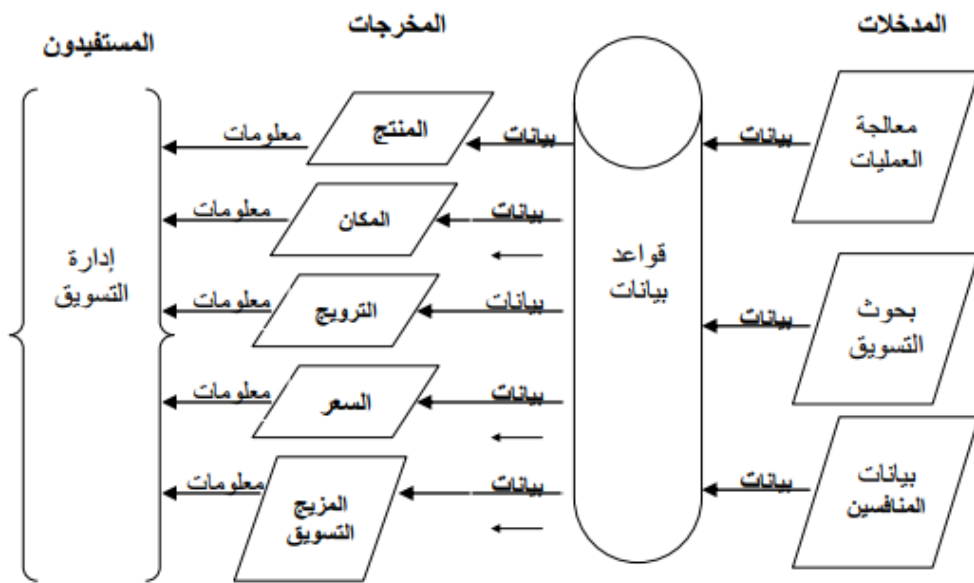 المدخلات
المخرجات
المستفيدون
معالجة
العمليات
بيانات
بيانات
المنتج
معلومات
بيانات
المكان
معلومات
قواعد
بيانات
إدارة
التسويق
بحوث
التسويق
بيانات
بيانات
الترويج
معلومات
بيانات
السعر
معلومات
بيانات
المنافسين
بيانات
بيانات
المزيج
التسويق
معلومات